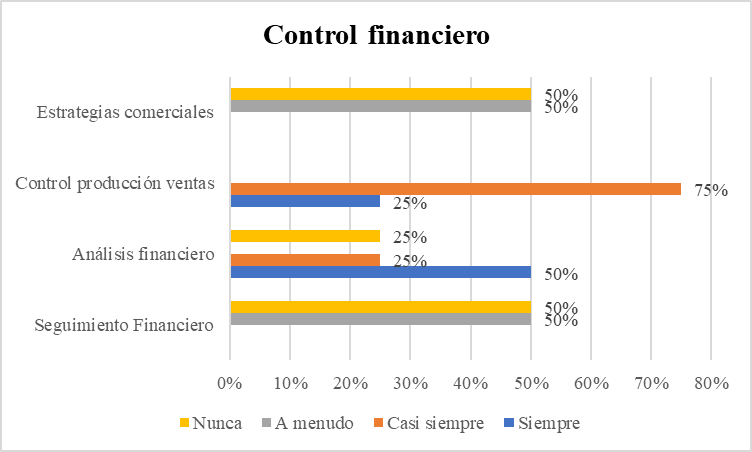 Control financiero
Estrategias comerciales
50%
50%
Control producción ventas
75%
25%
Análisis financiero
25%
25%
50%
Seguimiento Financiero
50%
50%
0% 10% 20% 30% 40% 50% 60% 70% 80%
Nunca A menudo Casi siempre Siempre